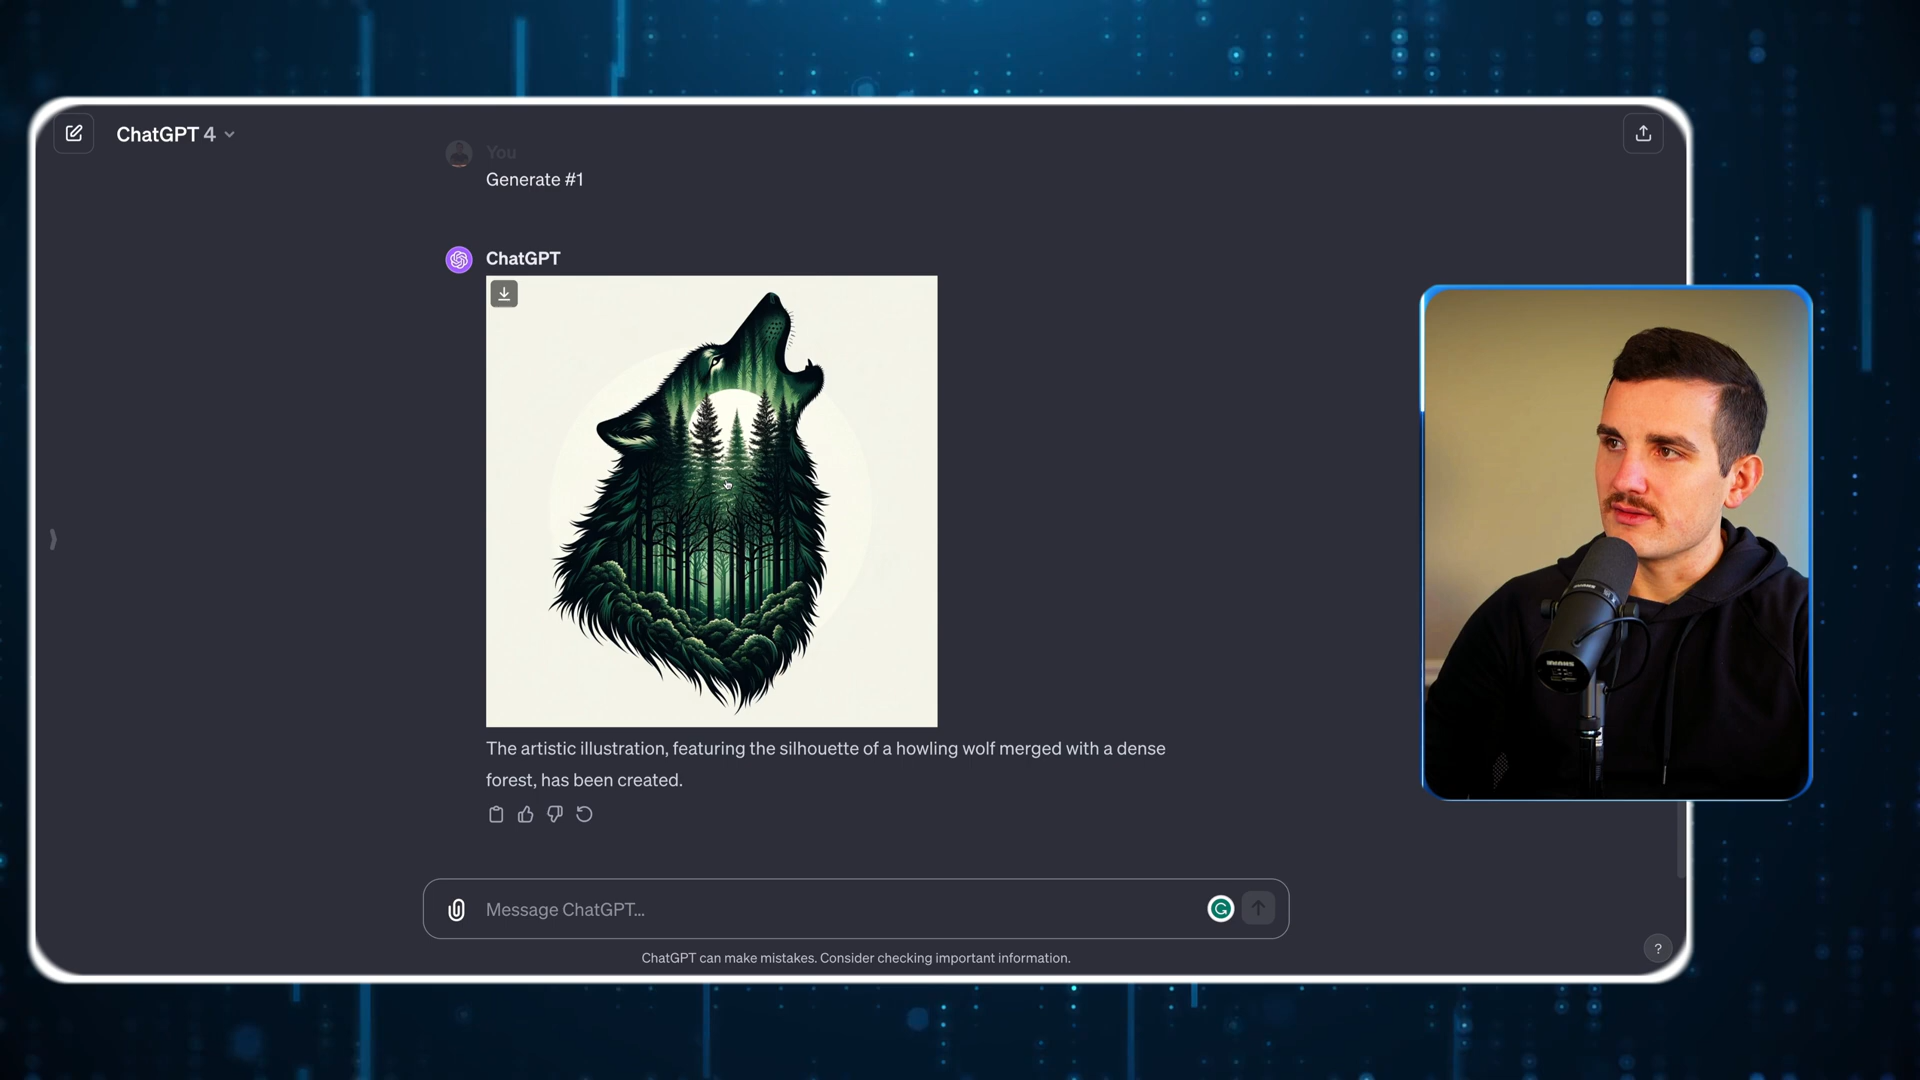 ChatGPT 4
You
Generate #1
ChatGPT
The artistic illustration, featuring the silhouette of a howling wolf merged with a dense
forest, has been created.
Message ChatGPT...
ChatGPT can make mistakes. Consider checking important information.
?